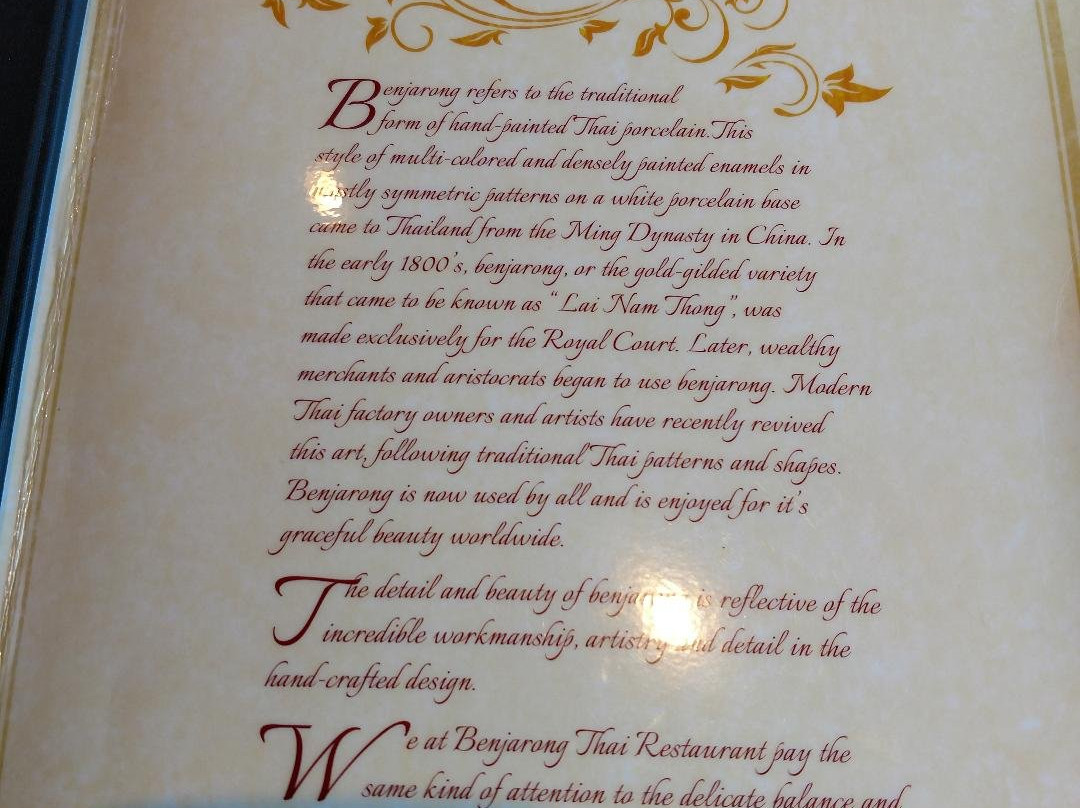 Benjarong refers to the traditional
form of hand-painted Thai porcelain. This
style of multi-colored and densely painted enamels in
mostly symmetric patterns on a white porcelain base
came to Thailand from the Ming Dynasty in China. In
the early 1800's, benjarong, or the gold-gilded variety
that came to be known as "Lai Nam Thong", was
made exclusively for the Royal Court. Later, wealthy
merchants and aristocrats began to use benjarong. Modern
Thai factory owners and artists have recently revived
this art, following traditional Thai patterns and shapes.
Benjarong is now used by all and is enjoyed for it's
graceful beauty worldwide.
The detail and beauty of benjarong is reflective of the
incredible workmanship, artistry and detail in the
hand-crafted design.
We at Benjarong Thai Restaurant pay the
same kind of attention to the delicate balance and